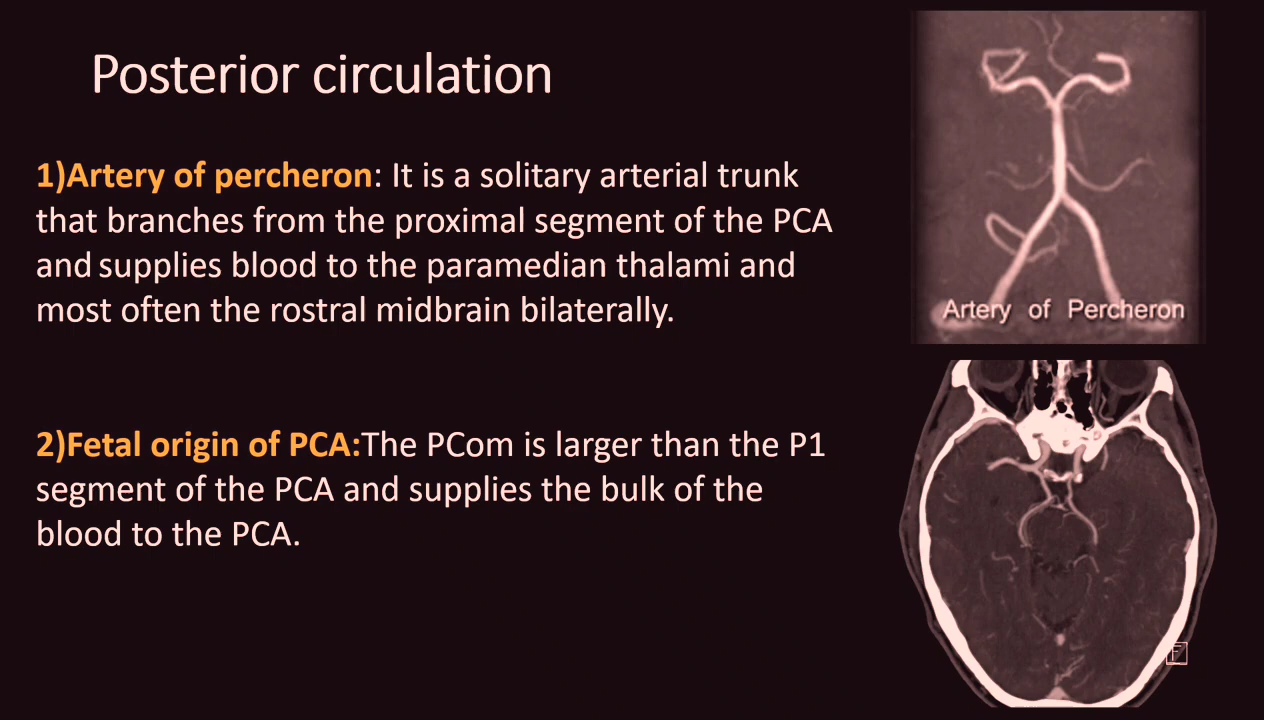 Posterior circulation
1)Artery of percheron: It is a solitary arterial trunk
that branches from the proximal segment of the PCA
and supplies blood to the paramedian thalami and
most often the rostral midbrain bilaterally.
2)Fetal origin of PCA:The PCom is larger than the P1
segment of the PCA and supplies the bulk of the
blood to the PCA.
Artery of Percheron
F